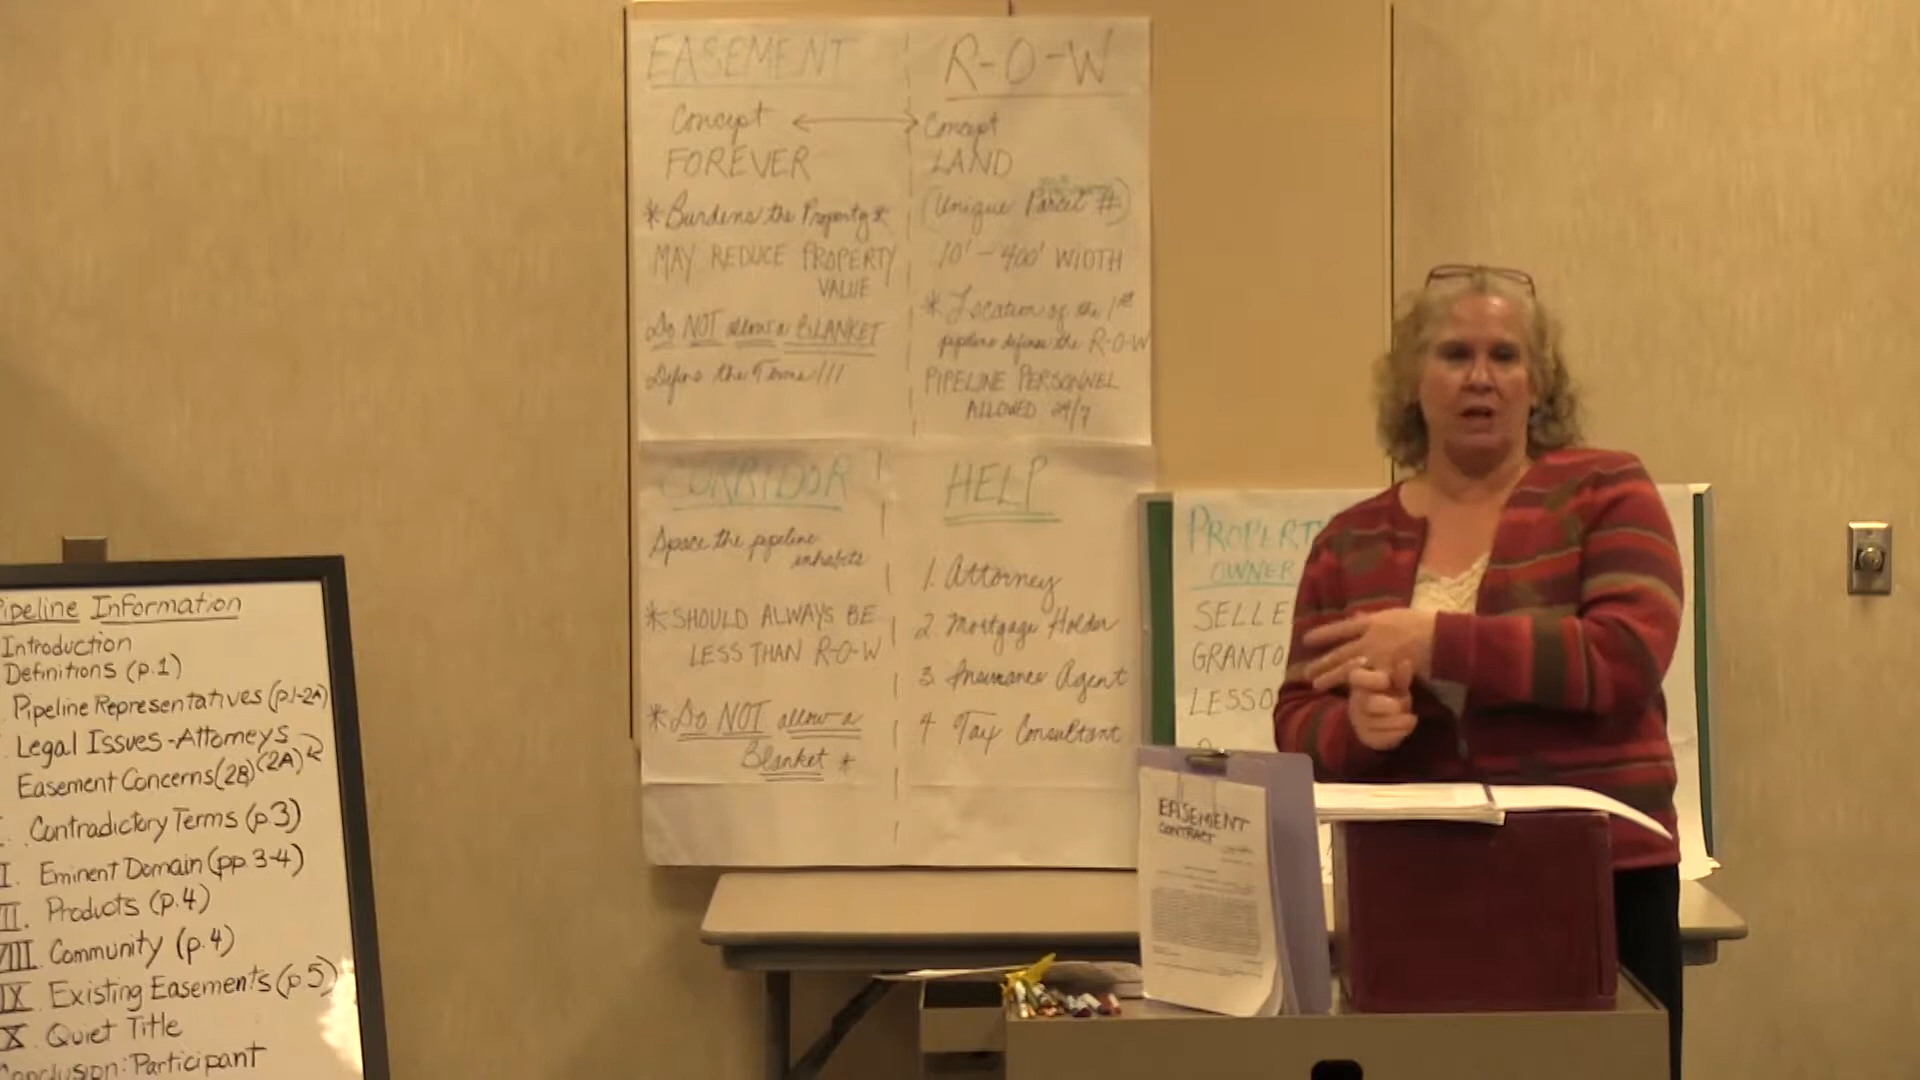 Pipeline Information
Introduction
Definitions (p.1)
Pipeline Representatives (p.1-2A)
Legal Issues-Attorneys
Easement Concerns (2B) (2A)
Contradictory Terms (p.3)
I. Eminent Domain (pp. 3-4)
II. Products (p.4)
VIII. Community (p.4)
IX. Existing Easements (p 5)
X. Quiet Title
Conclusion: Participant
EASEMENT
Concept
FOREVER
*Burdens the Property*
MAY REDUCE PROPERTY
VALUE
Do NOT allow a BLANKET
Define the Terms!!!
R-O-W
Concept
LAND
(Unique Parcel #)
10' - 400' WIDTH
* Location of the 1st
pipeline defines the R-O-W
PIPELINE PERSONNEL
ALLOWED 24/7
CORRIDOR
Space the pipeline
inhabits
* SHOULD ALWAYS BE
LESS THAN R-O-W
* Do NOT allow a
Blanket *
HELP
1. Attorney
2. Mortgage Holder
3. Insurance Agent
4 Tax Consultant
PROPERT
OWNER
SELLE
GRANTO
LESSO
EASEMENT
CONTRACT